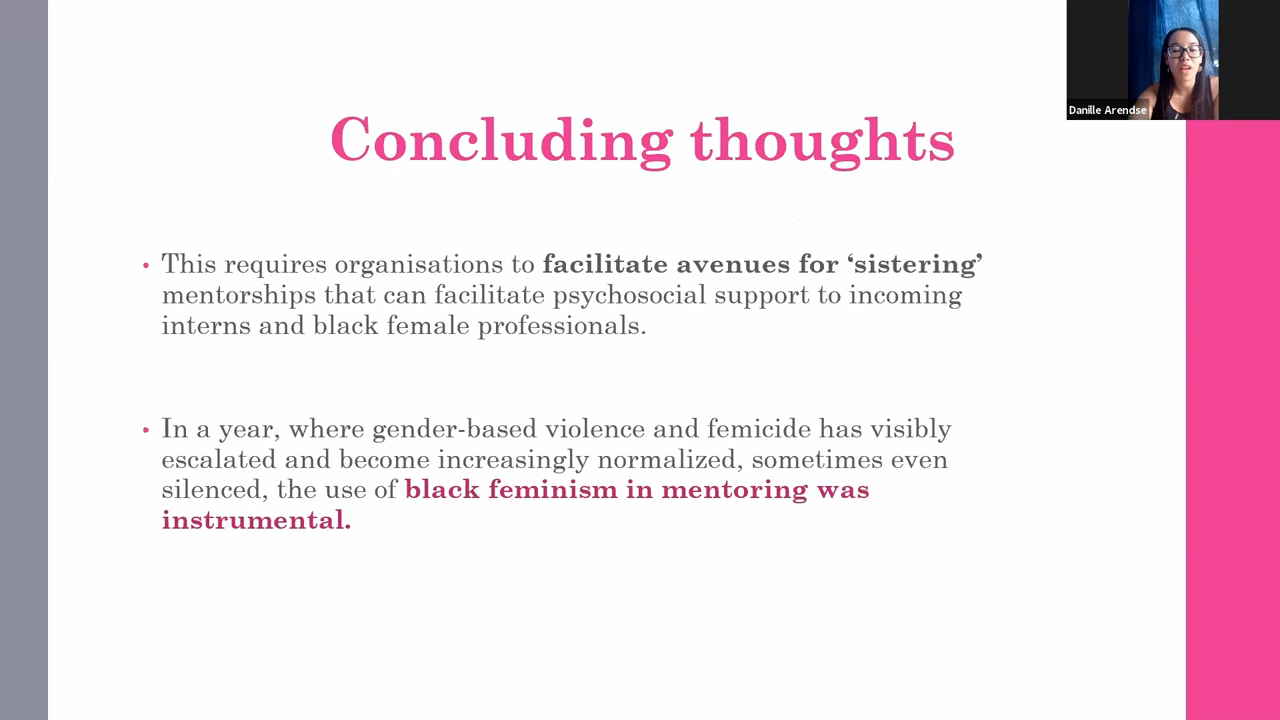 Danille Arendse
Concluding thoughts
• This requires organisations to facilitate avenues for ‘sistering’
mentorships that can facilitate psychosocial support to incoming
interns and black female professionals.
• In a year, where gender-based violence and femicide has visibly
escalated and become increasingly normalized, sometimes even
silenced, the use of black feminism in mentoring was
instrumental.